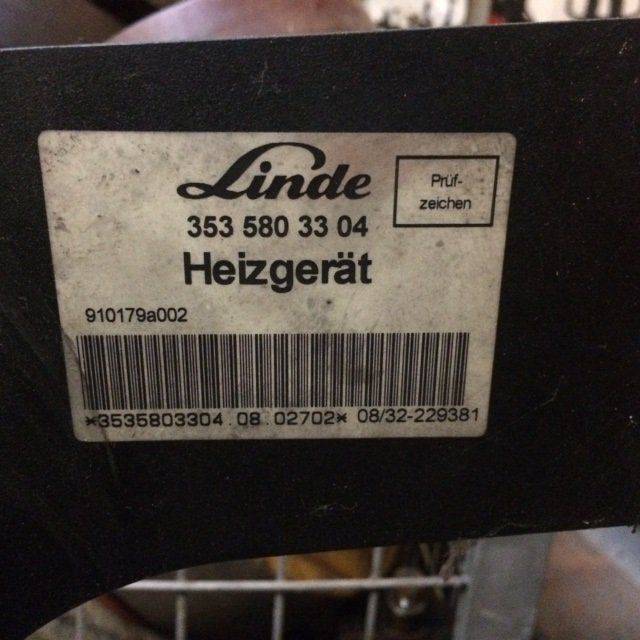 Linde
Prüf-
zeichen
353 580 33 04
Heizgerät
910179a002
*3535803304 08 02702* 08/32-229381